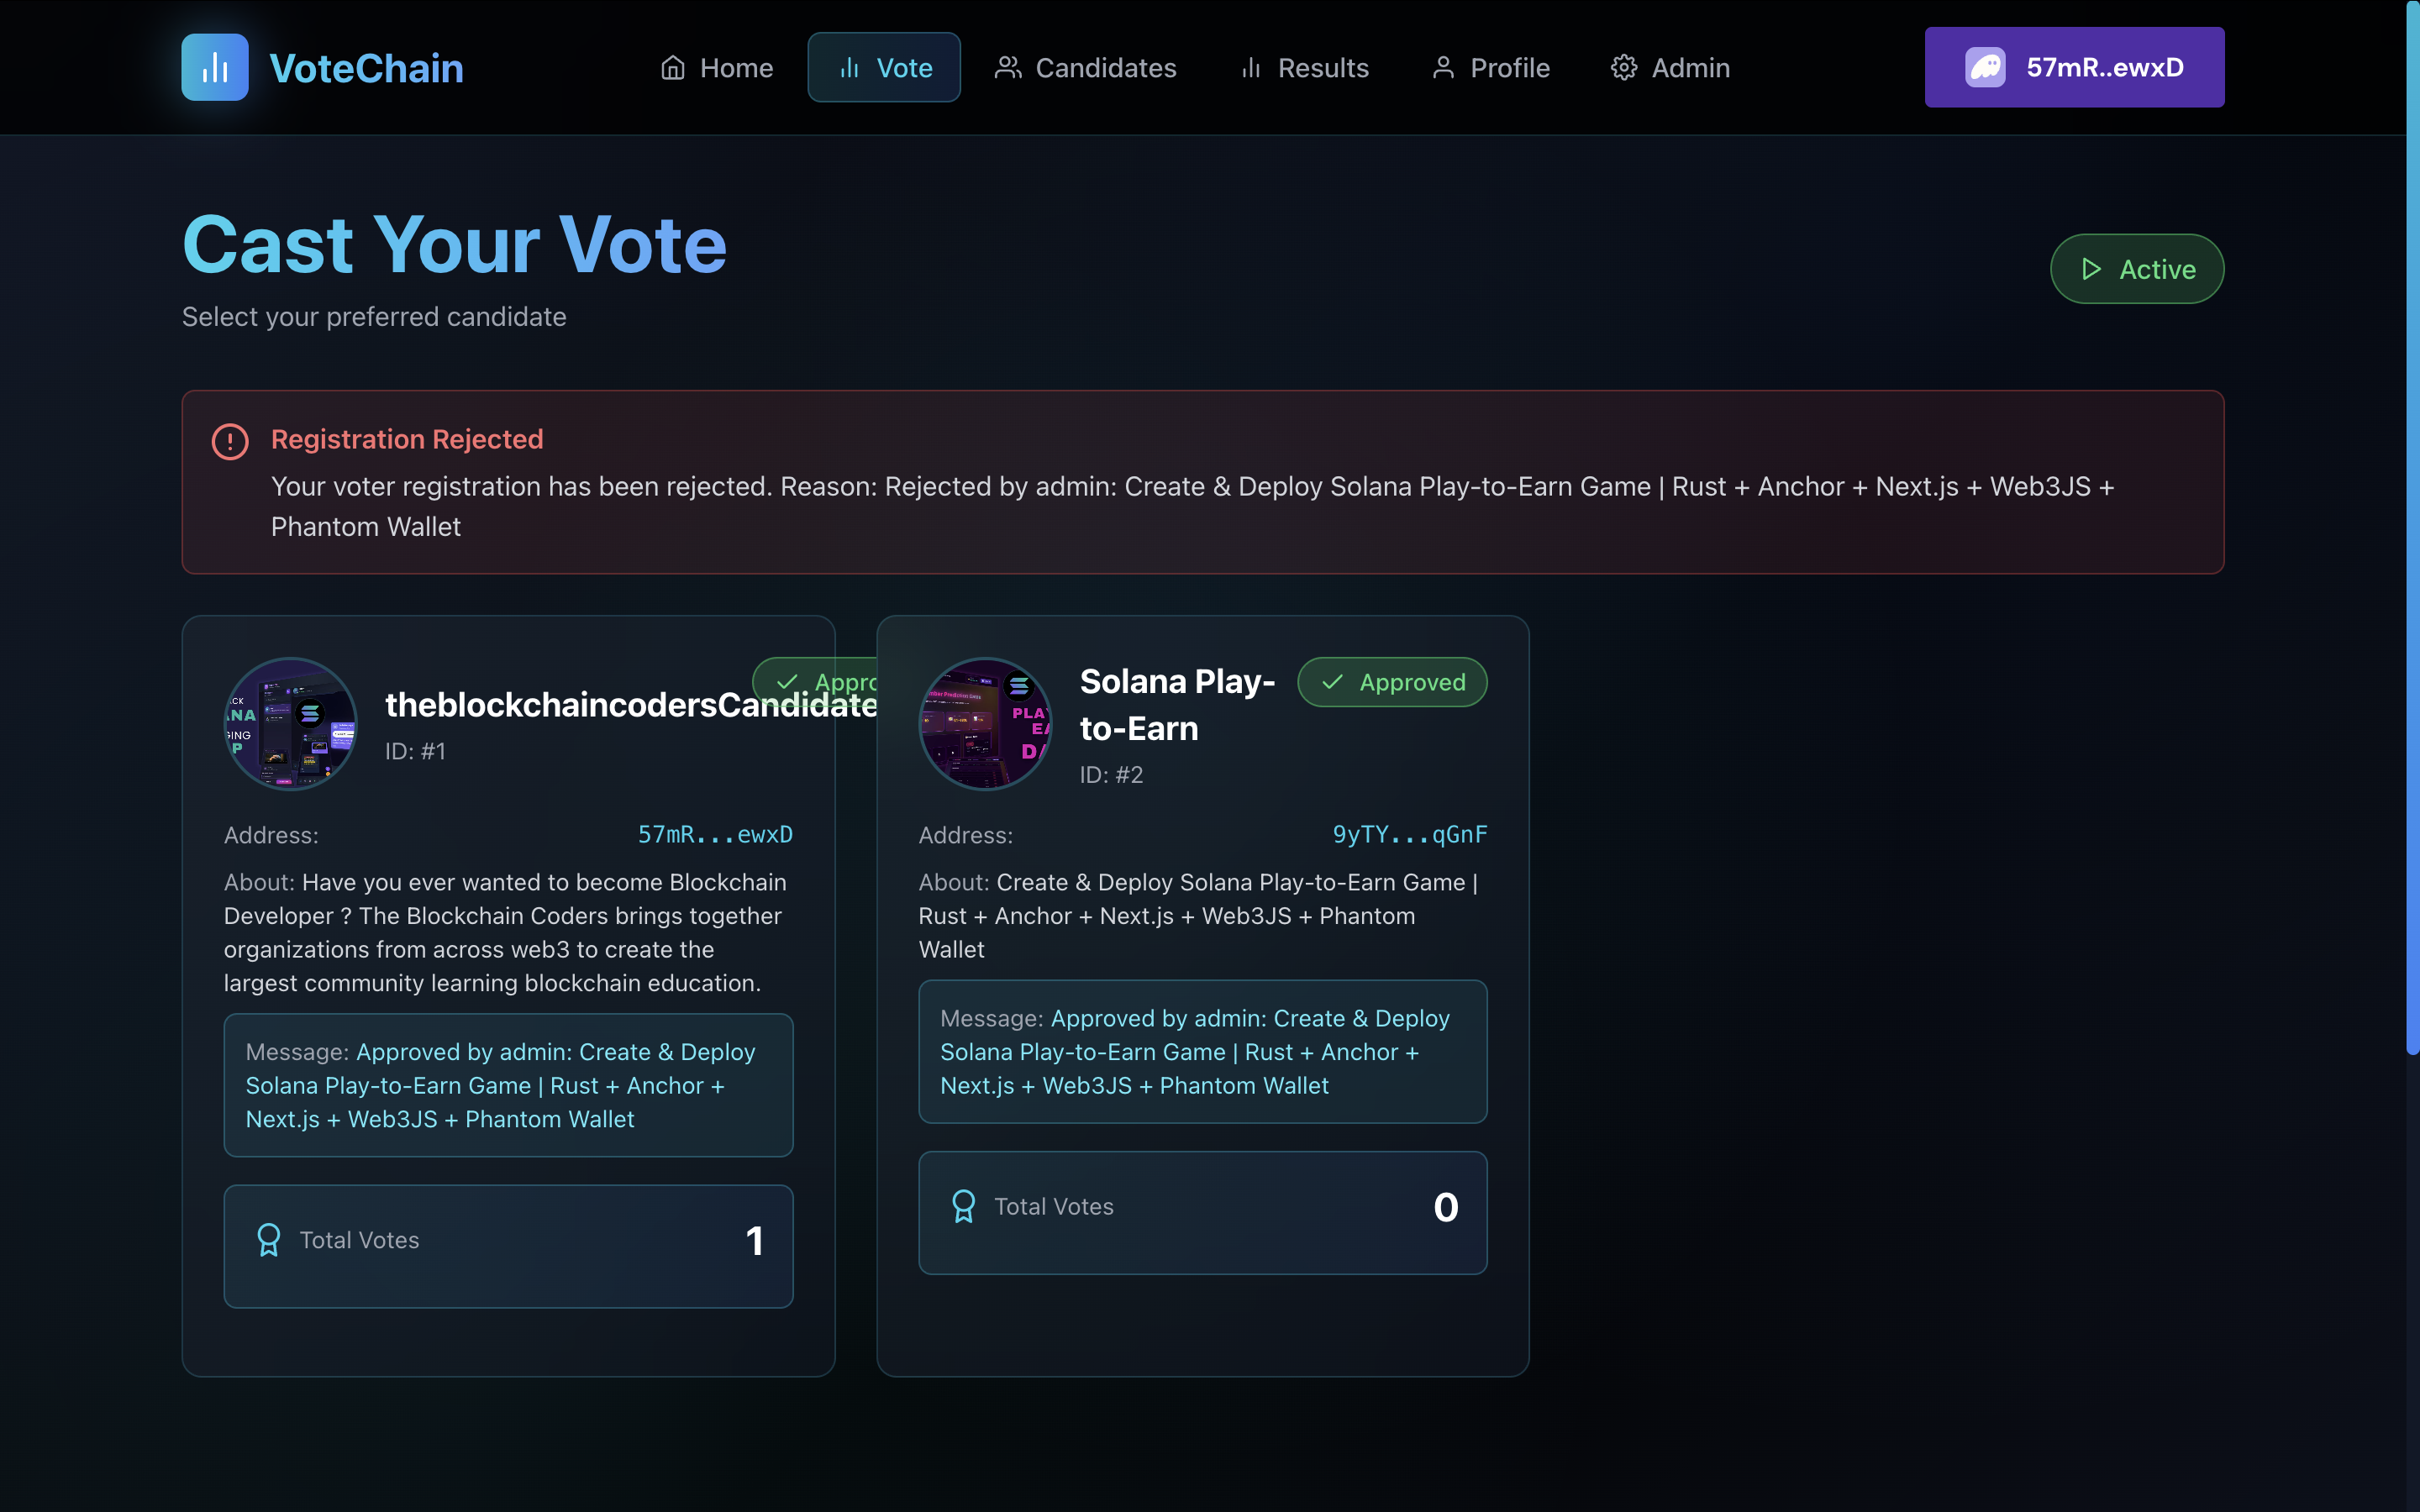 VoteChain
Home
Vote
Candidates
Results
Profile
Admin
57mR..ewxD
Cast Your Vote
Select your preferred candidate
Active
Registration Rejected
Your voter registration has been rejected. Reason: Rejected by admin: Create & Deploy Solana Play-to-Earn Game | Rust + Anchor + Next.js + Web3JS +
Phantom Wallet
theblockchaincodersCandidate
Appro
ID: #1
Address: 57mR...ewxD
About: Have you ever wanted to become Blockchain
Developer ? The Blockchain Coders brings together
organizations from across web3 to create the
largest community learning blockchain education.
Message: Approved by admin: Create & Deploy
Solana Play-to-Earn Game | Rust + Anchor +
Next.js + Web3JS + Phantom Wallet
Total Votes 1
Solana Play-
to-Earn
Approved
ID: #2
Address: 9yTY...qGnF
About: Create & Deploy Solana Play-to-Earn Game |
Rust + Anchor + Next.js + Web3JS + Phantom
Wallet
Message: Approved by admin: Create & Deploy
Solana Play-to-Earn Game | Rust + Anchor +
Next.js + Web3JS + Phantom Wallet
Total Votes 0